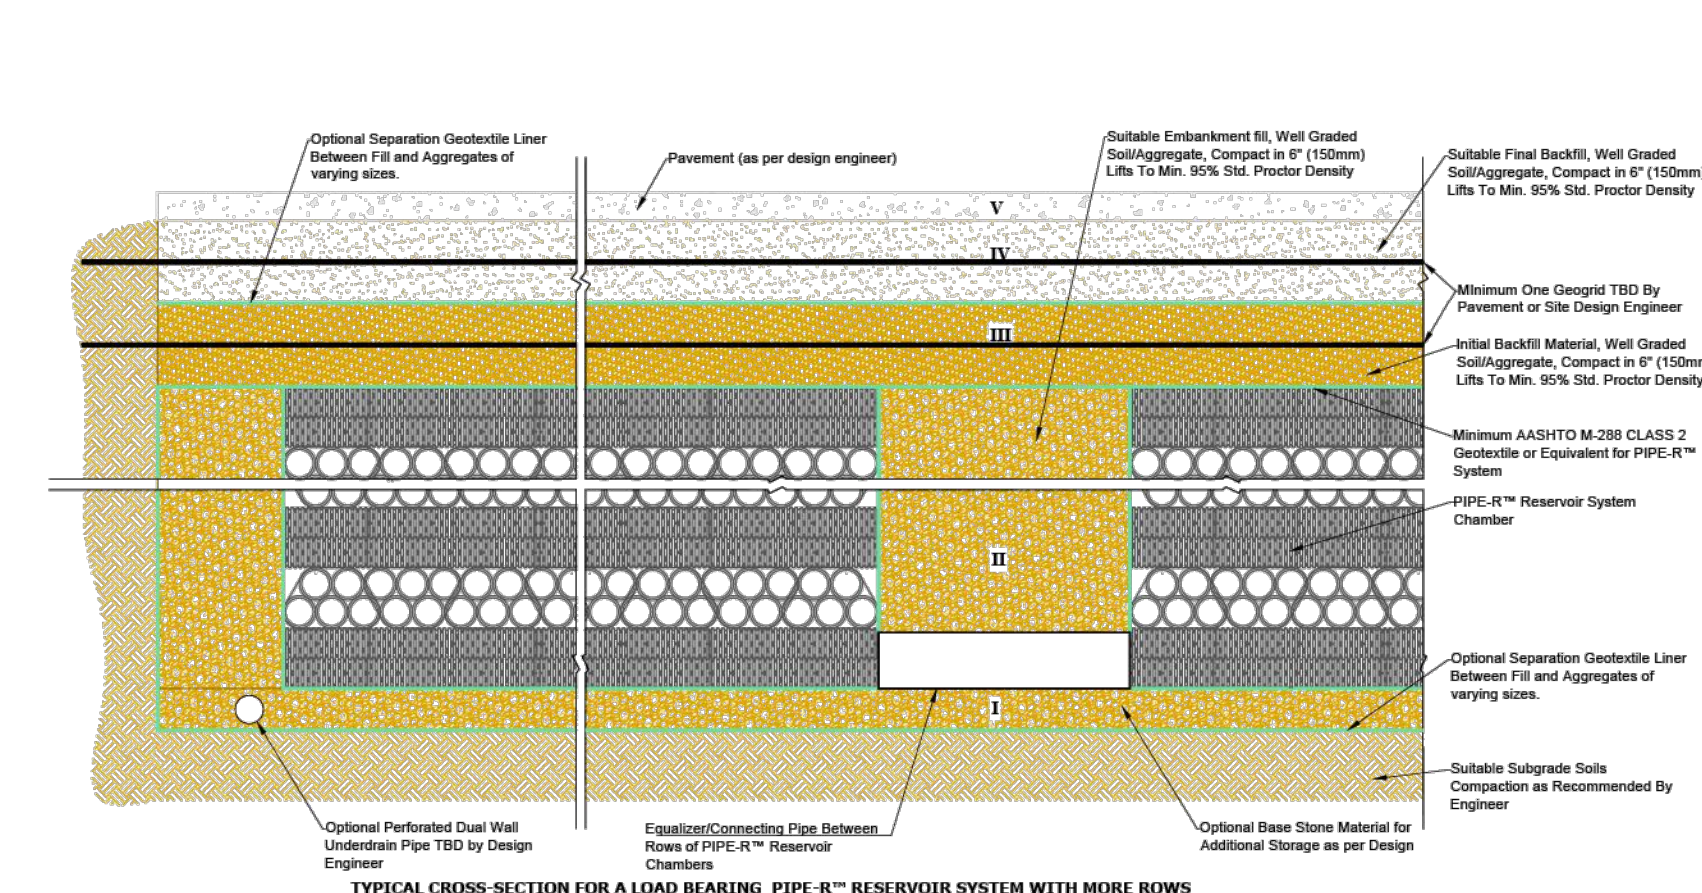 Optional Separation Geotextile Liner
Between Fill and Aggregates of
varying sizes.
Pavement (as per design engineer)
Suitable Embankment fill, Well Graded
Soil/Aggregate, Compact in 6" (150mm)
Lifts To Min. 95% Std. Proctor Density
Suitable Final Backfill, Well Graded
Soil/Aggregate, Compact in 6" (150mm)
Lifts To Min. 95% Std. Proctor Density
V
IV
MInimum One Geogrid TBD By
Pavement or Site Design Engineer
III
Initial Backfill Material, Well Graded
Soil/Aggregate, Compact in 6" (150mm
Lifts To Min. 95% Std. Proctor Density
Minimum AASHTO M-288 CLASS 2
Geotextile or Equivalent for PIPE-R™
System
PIPE-R™ Reservoir System
Chamber
II
Optional Separation Geotextile Liner
Between Fill and Aggregates of
varying sizes.
I
Suitable Subgrade Soils
Compaction as Recommended By
Engineer
Optional Perforated Dual Wall
Underdrain Pipe TBD by Design
Engineer
Equalizer/Connecting Pipe Between
Rows of PIPE-R™ Reservoir
Chambers
Optional Base Stone Material for
Additional Storage as per Design
TYPICAL CROSS-SECTION FOR A LOAD BEARING PIPE-R™ RESERVOIR SYSTEM WITH MORE ROWS